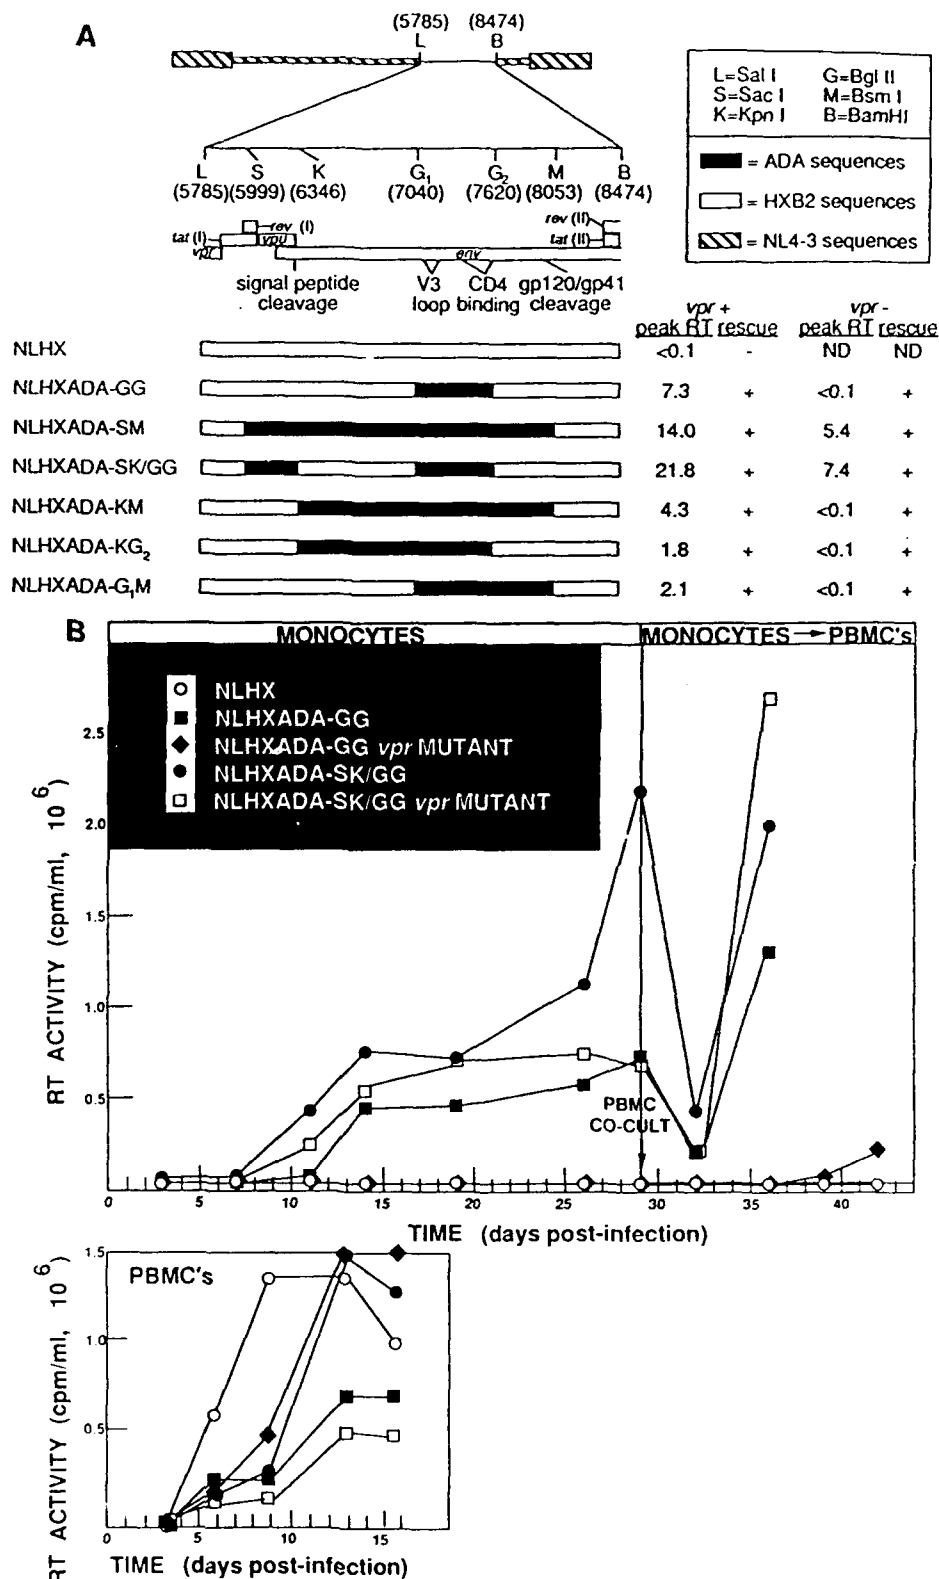 A
(5785) (8474)
L B
L=Sal I G=Bgl II
S=Sac I M=Bsm I
K=Kpn I B=BamHI
= ADA sequences
= HXB2 sequences
= NL4-3 sequences
L S K G1 G2 M B
(5785) (5999) (6346) (7040) (7620) (8053) (8474)
rev (I) rev (II)
tat (I) vpu tat (II)
vpr env
signal peptide cleavage
V3 loop
CD4 binding
gp120/gp41 cleavage
vpr + vpr -
peak RT rescue peak RT rescue
NLHX <0.1 - ND ND
NLHXADA-GG 7.3 + <0.1 +
NLHXADA-SM 14.0 + 5.4 +
NLHXADA-SK/GG 21.8 + 7.4 +
NLHXADA-KM 4.3 + <0.1 +
NLHXADA-KG2 1.8 + <0.1 +
NLHXADA-G1M 2.1 + <0.1 +
B
MONOCYTES MONOCYTES → PBMC's
NLHX
NLHXADA-GG
NLHXADA-GG vpr MUTANT
NLHXADA-SK/GG
NLHXADA-SK/GG vpr MUTANT
RT ACTIVITY (cpm/ml, 10 6)
2.5
2.0
1.5
1.0
0.5
PBMC
CO-CULT
0 5 10 15 20 25 30 35 40
TIME (days post-infection)
RT ACTIVITY (cpm/ml, 10 6)
PBMC's
1.5
1.0
0.5
0 5 10 15
TIME (days post-infection)